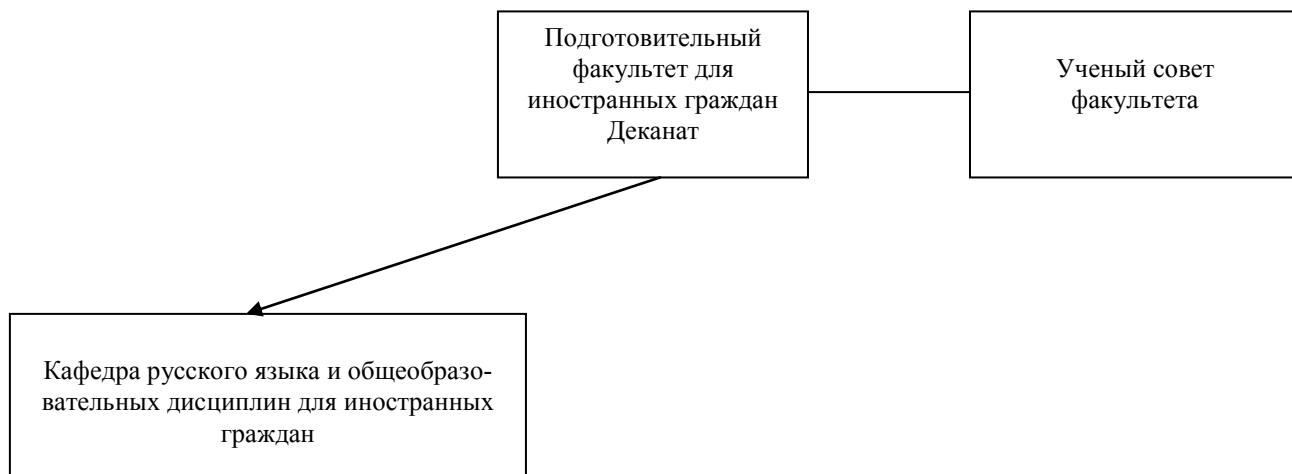 Подготовительный
факультет для
иностранных граждан
Деканат
Ученый совет
факультета
Кафедра русского языка и общеобразо-
вательных дисциплин для иностранных
граждан